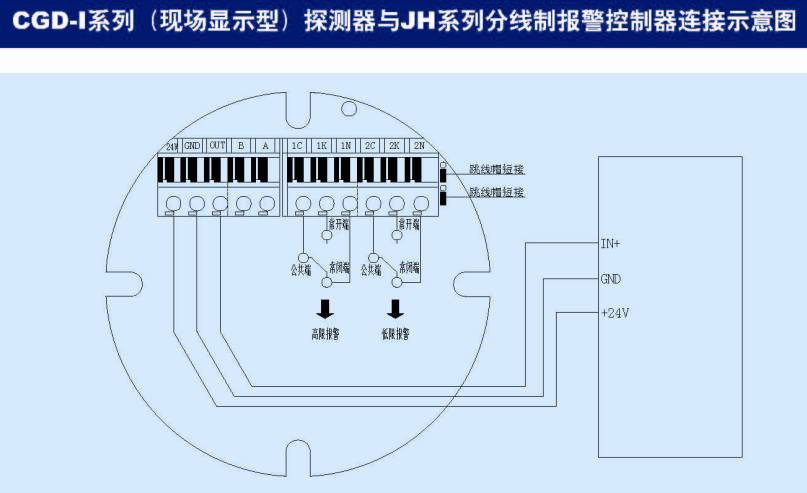 CGD-I系列（现场显示型）探测器与JH系列分线制报警控制器连接示意图
24V GND OUT B A 1C 1K 1N 2C 2K 2N
跳线帽短接
跳线帽短接
常开端 常开端
IN+
公共端 常闭端 公共端 常闭端
GND
+24V
高限报警 低限报警